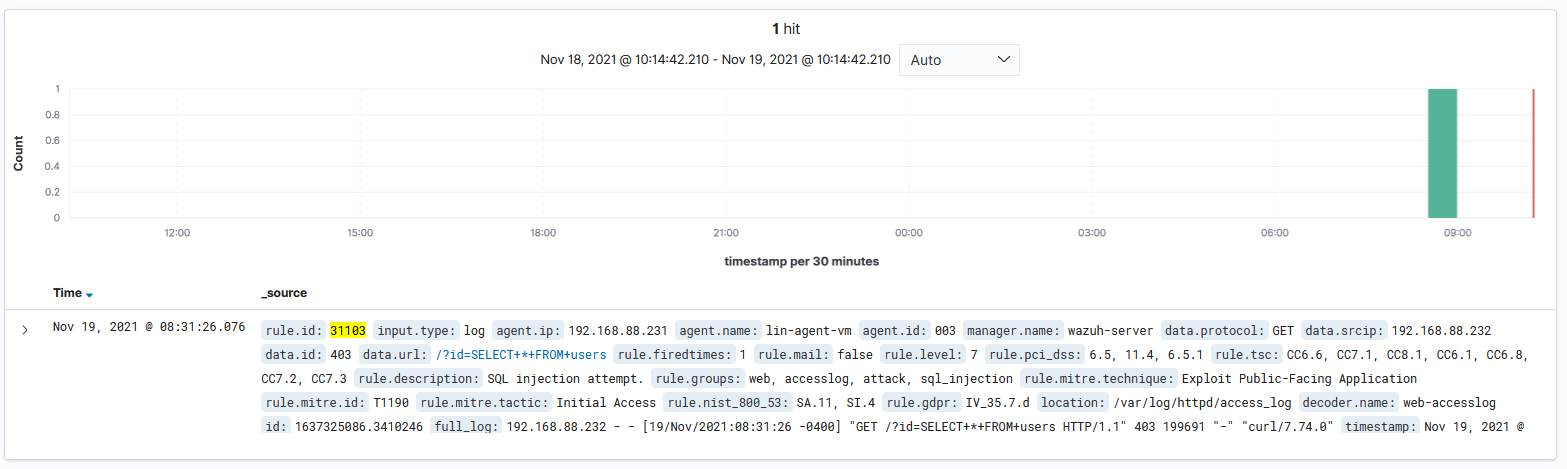 1 hit
Nov 18, 2021 @ 10:14:42.210 - Nov 19, 2021 @ 10:14:42.210 Auto
1
0.8
0.6
0.4
0.2
0
Count
12:00 15:00 18:00 21:00 00:00 03:00 06:00 09:00
timestamp per 30 minutes
Time _source
Nov 19, 2021 @ 08:31:26.076 rule.id: 31103 input.type: log agent.ip: 192.168.88.231 agent.name: lin-agent-vm agent.id: 003 manager.name: wazuh-server data.protocol: GET data.srcip: 192.168.88.232
data.id: 403 data.url: /?id=SELECT+*+FROM+users rule.firedtimes: 1 rule.mail: false rule.level: 7 rule.pci_dss: 6.5, 11.4, 6.5.1 rule.tsc: CC6.6, CC7.1, CC8.1, CC6.1, CC6.8,
CC7.2, CC7.3 rule.description: SQL injection attempt. rule.groups: web, accesslog, attack, sql_injection rule.mitre.technique: Exploit Public-Facing Application
rule.mitre.id: T1190 rule.mitre.tactic: Initial Access rule.nist_800_53: SA.11, SI.4 rule.gdpr: IV_35.7.d location: /var/log/httpd/access_log decoder.name: web-accesslog
id: 1637325086.3410246 full_log: 192.168.88.232 - - [19/Nov/2021:08:31:26 -0400] "GET /?id=SELECT+*+FROM+users HTTP/1.1" 403 199691 "-" "curl/7.74.0" timestamp: Nov 19, 2021 @